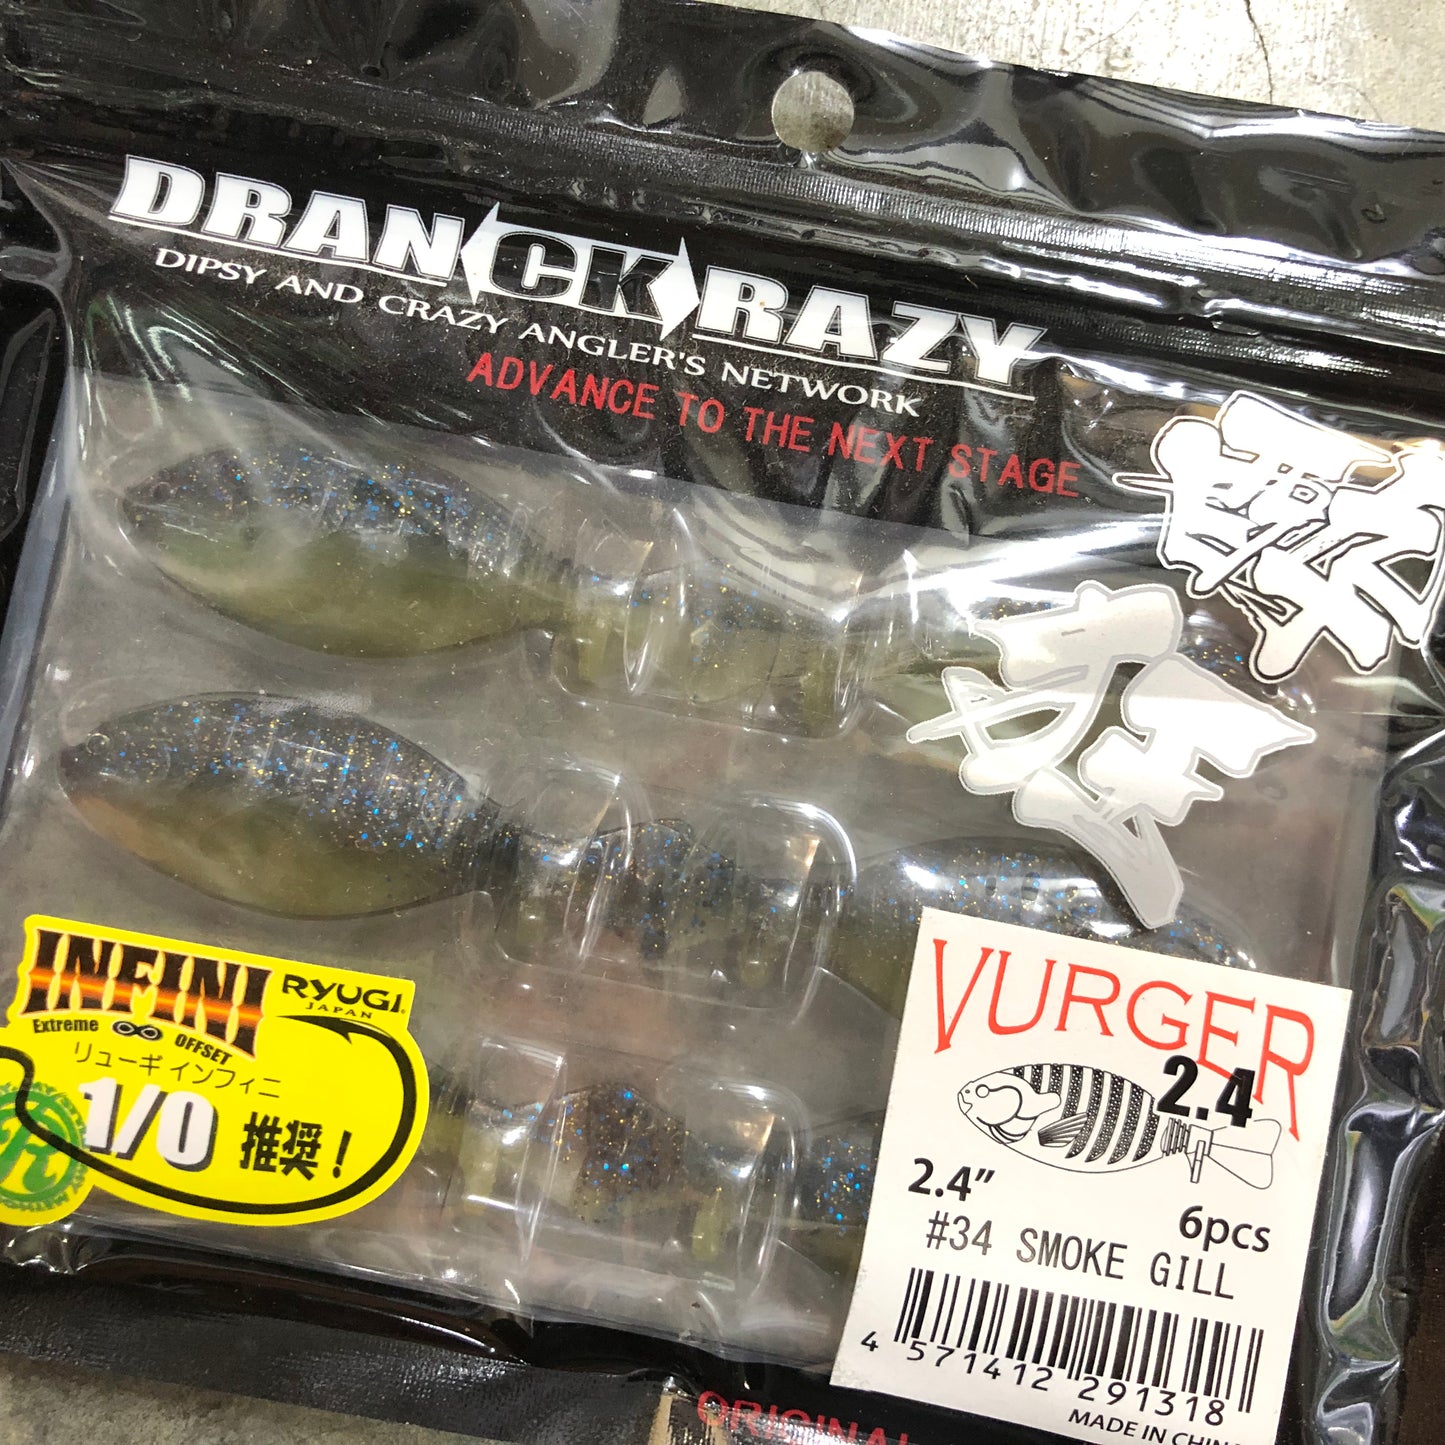 DRANCKRAZY
DIPSY AND CRAZY ANGLER'S NETWORK
ADVANCE TO THE NEXT STAGE
INFINI
RYUGI
JAPAN
Extreme OFFSET
リューギ インフィニ
1/0 推奨！
VURGER
2.4
2.4"
6pcs
#34 SMOKE GILL
4 571412 291318
MADE IN CHIN
ORIGINAL